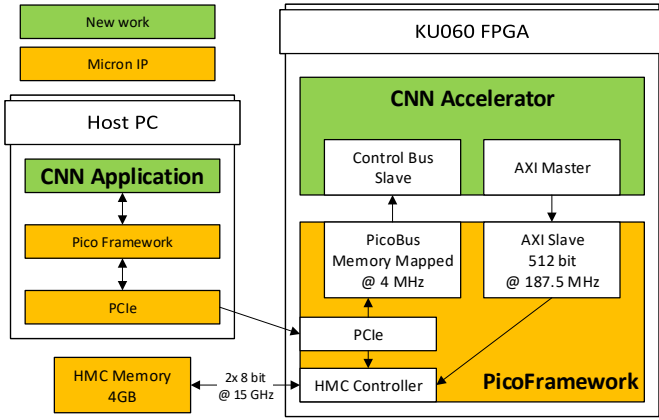 New work
Micron IP
Host PC
CNN Application
Pico Framework
PCIe
HMC Memory
4GB
2x 8 bit
@ 15 GHz
KU060 FPGA
CNN Accelerator
Control Bus
Slave
AXI Master
PicoBus
Memory Mapped
@ 4 MHz
AXI Slave
512 bit
@ 187.5 MHz
PCIe
HMC Controller
PicoFramework